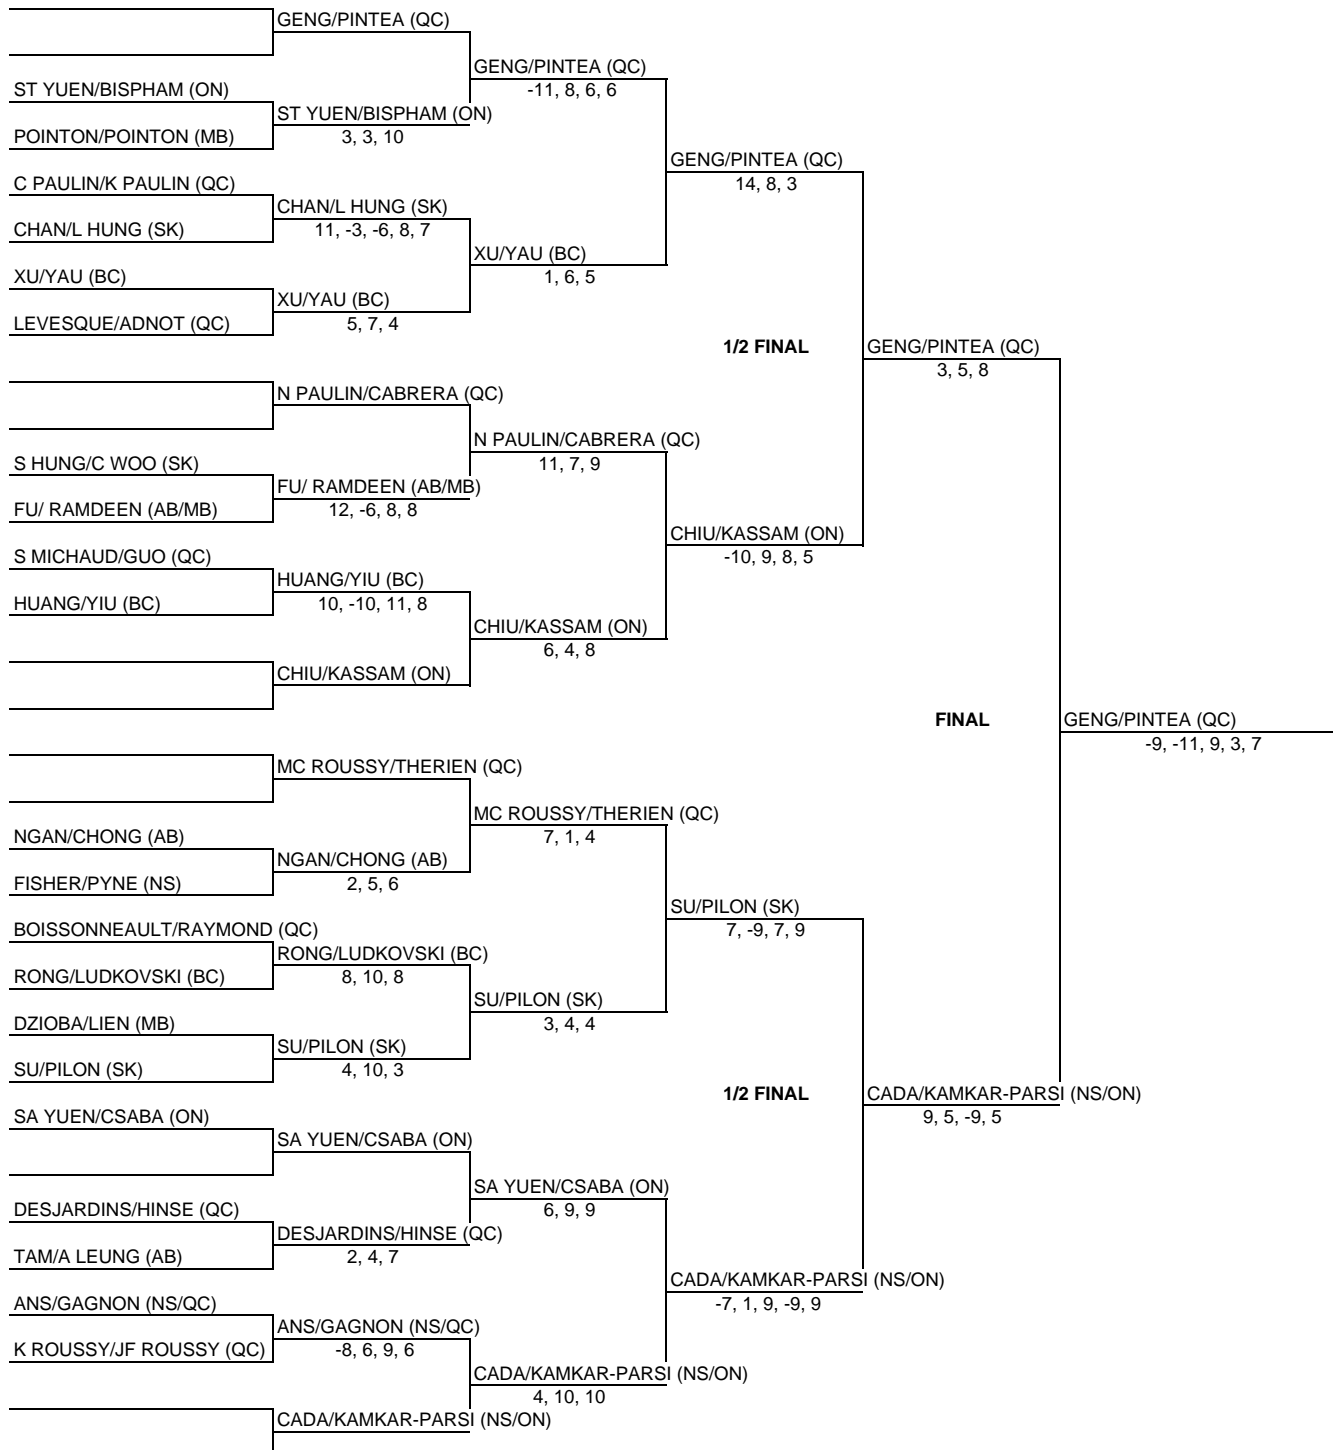 GENG/PINTEA (QC)
GENG/PINTEA (QC)
-11, 8, 6, 6
ST YUEN/BISPHAM (ON)
ST YUEN/BISPHAM (ON)
3, 3, 10
POINTON/POINTON (MB)
GENG/PINTEA (QC)
14, 8, 3
C PAULIN/K PAULIN (QC)
CHAN/L HUNG (SK)
11, -3, -6, 8, 7
CHAN/L HUNG (SK)
XU/YAU (BC)
1, 6, 5
XU/YAU (BC)
XU/YAU (BC)
5, 7, 4
LEVESQUE/ADNOT (QC)
1/2 FINAL
GENG/PINTEA (QC)
3, 5, 8
N PAULIN/CABRERA (QC)
N PAULIN/CABRERA (QC)
11, 7, 9
S HUNG/C WOO (SK)
FU/ RAMDEEN (AB/MB)
12, -6, 8, 8
FU/ RAMDEEN (AB/MB)
CHIU/KASSAM (ON)
-10, 9, 8, 5
S MICHAUD/GUO (QC)
HUANG/YIU (BC)
10, -10, 11, 8
HUANG/YIU (BC)
CHIU/KASSAM (ON)
6, 4, 8
CHIU/KASSAM (ON)
FINAL
GENG/PINTEA (QC)
-9, -11, 9, 3, 7
MC ROUSSY/THERIEN (QC)
MC ROUSSY/THERIEN (QC)
7, 1, 4
NGAN/CHONG (AB)
NGAN/CHONG (AB)
2, 5, 6
FISHER/PYNE (NS)
SU/PILON (SK)
7, -9, 7, 9
BOISSONNEAULT/RAYMOND (QC)
RONG/LUDKOVSKI (BC)
8, 10, 8
RONG/LUDKOVSKI (BC)
SU/PILON (SK)
3, 4, 4
DZIOBA/LIEN (MB)
SU/PILON (SK)
4, 10, 3
SU/PILON (SK)
1/2 FINAL
CADA/KAMKAR-PARSI (NS/ON)
9, 5, -9, 5
SA YUEN/CSABA (ON)
SA YUEN/CSABA (ON)
SA YUEN/CSABA (ON)
6, 9, 9
DESJARDINS/HINSE (QC)
DESJARDINS/HINSE (QC)
2, 4, 7
TAM/A LEUNG (AB)
CADA/KAMKAR-PARSI (NS/ON)
-7, 1, 9, -9, 9
ANS/GAGNON (NS/QC)
ANS/GAGNON (NS/QC)
-8, 6, 9, 6
K ROUSSY/JF ROUSSY (QC)
CADA/KAMKAR-PARSI (NS/ON)
4, 10, 10
CADA/KAMKAR-PARSI (NS/ON)